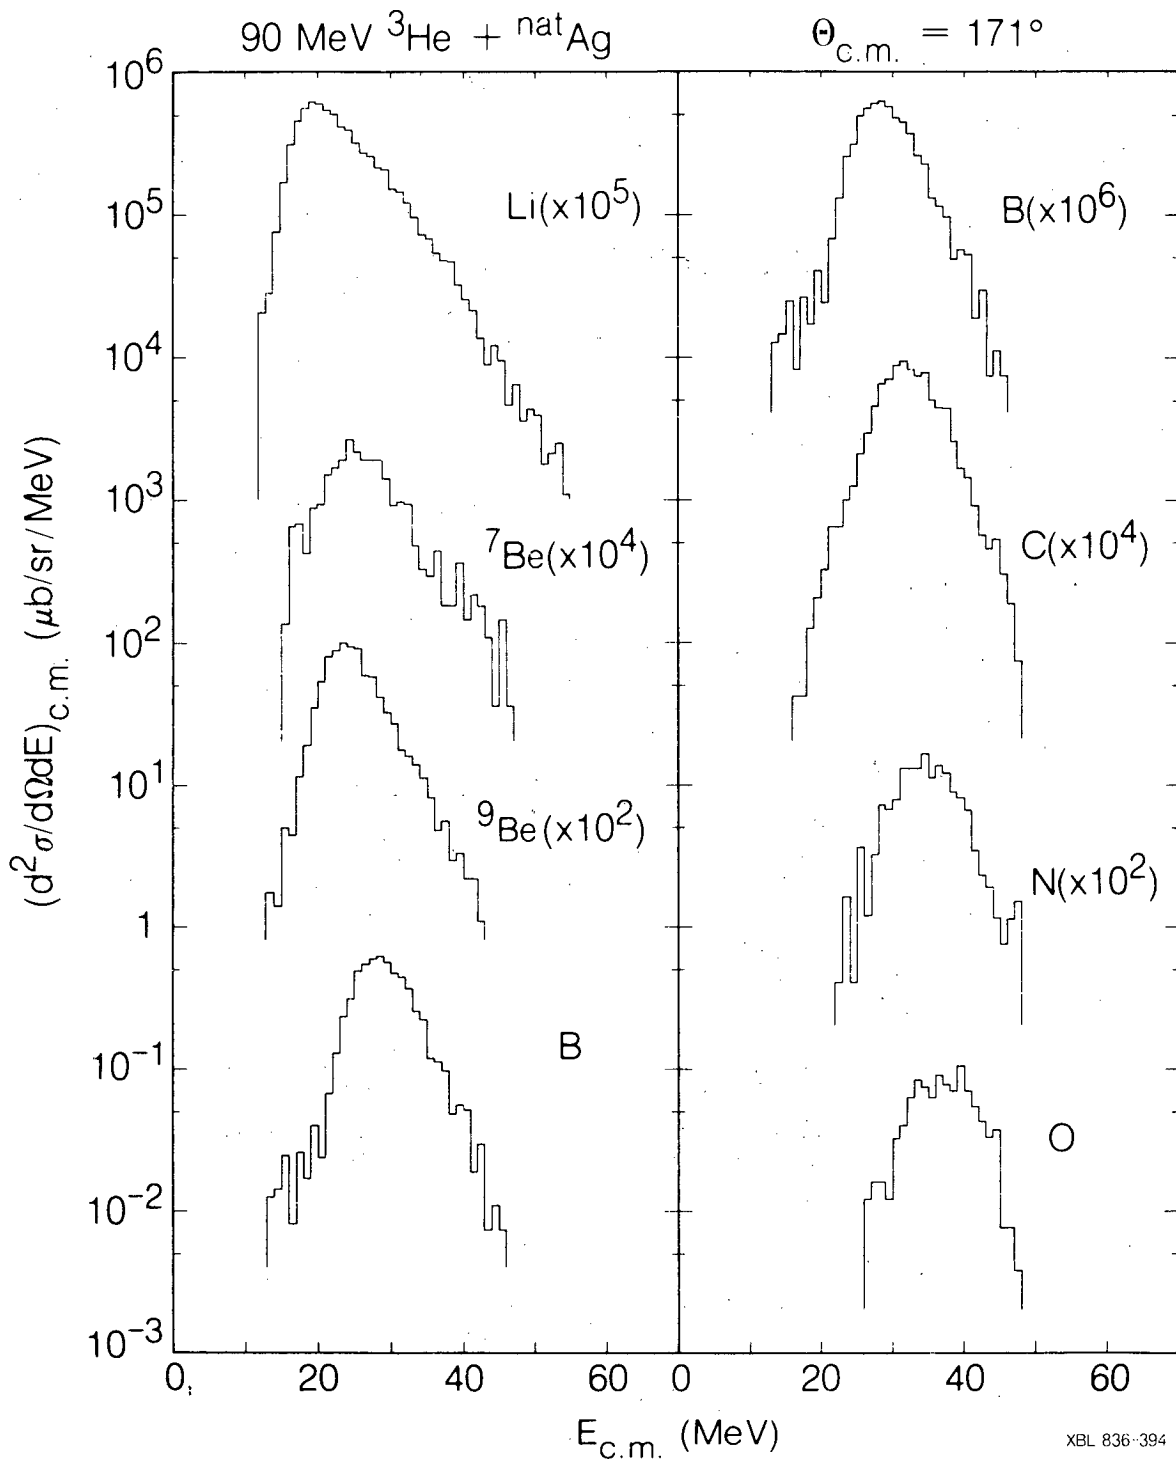 90 MeV ³He + ⁿᵃᵗAg
Θc.m. = 171°
(d²σ/dΩdE)c.m. (μb/sr/MeV)
10⁶
10⁵
10⁴
10³
10²
10¹
1
10⁻¹
10⁻²
10⁻³
Li(x10⁵)
⁷Be(x10⁴)
⁹Be(x10²)
B
B(x10⁶)
C(x10⁴)
N(x10²)
O
0 20 40 60 0 20 40 60
Ec.m. (MeV)
XBL 836-394